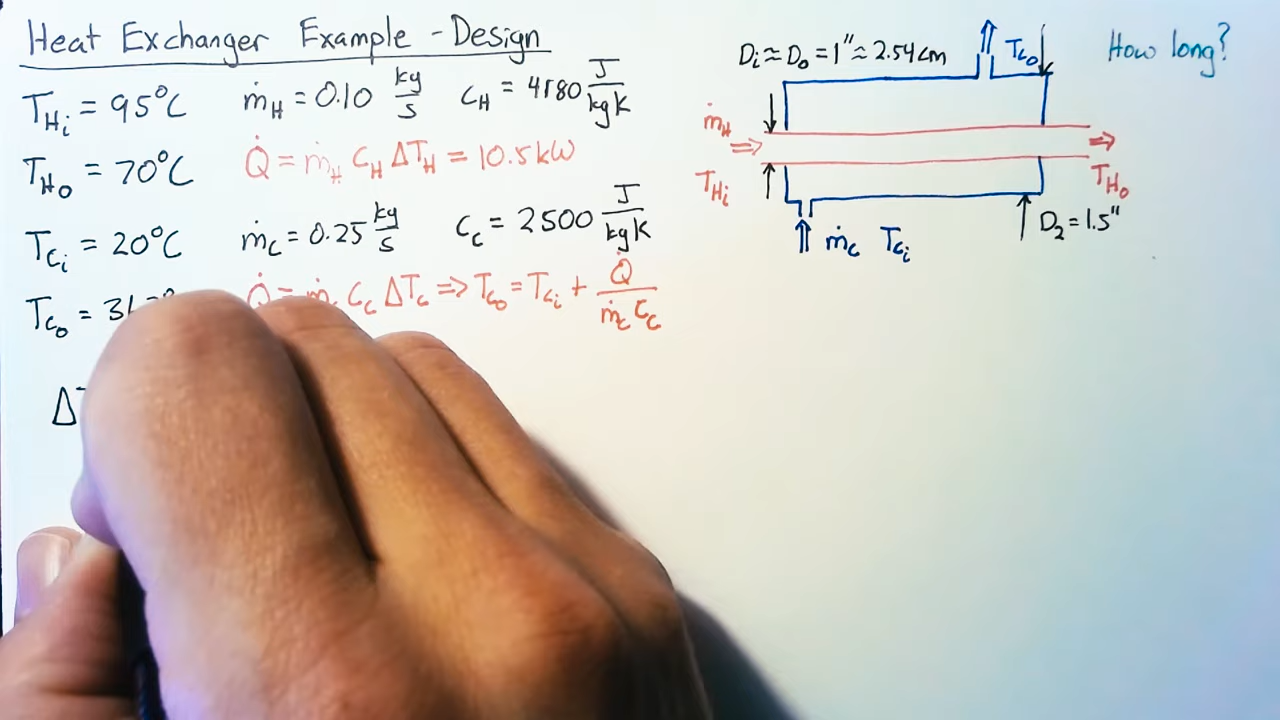 Heat Exchanger Example - Design
T_Hi = 95°C ṁ_H = 0.10 kg/s c_H = 4180 J/kgK
Q̇ = ṁ_H C_H ΔT_H = 10.5 kW
T_Ho = 70°C
T_Ci = 20°C ṁ_C = 0.25 kg/s C_C = 2500 J/kgK
Q̇ = ṁ_C C_C ΔT_C ⇒ T_Co = T_Ci + Q̇/ṁ_C C_C
T_Co = 3
Δ
D_i ≈ D_o = 1" ≈ 2.54 cm
T_Co
How long?
ṁ_H
T_Hi
T_Ho
D_2 = 1.5"
ṁ_C T_Ci